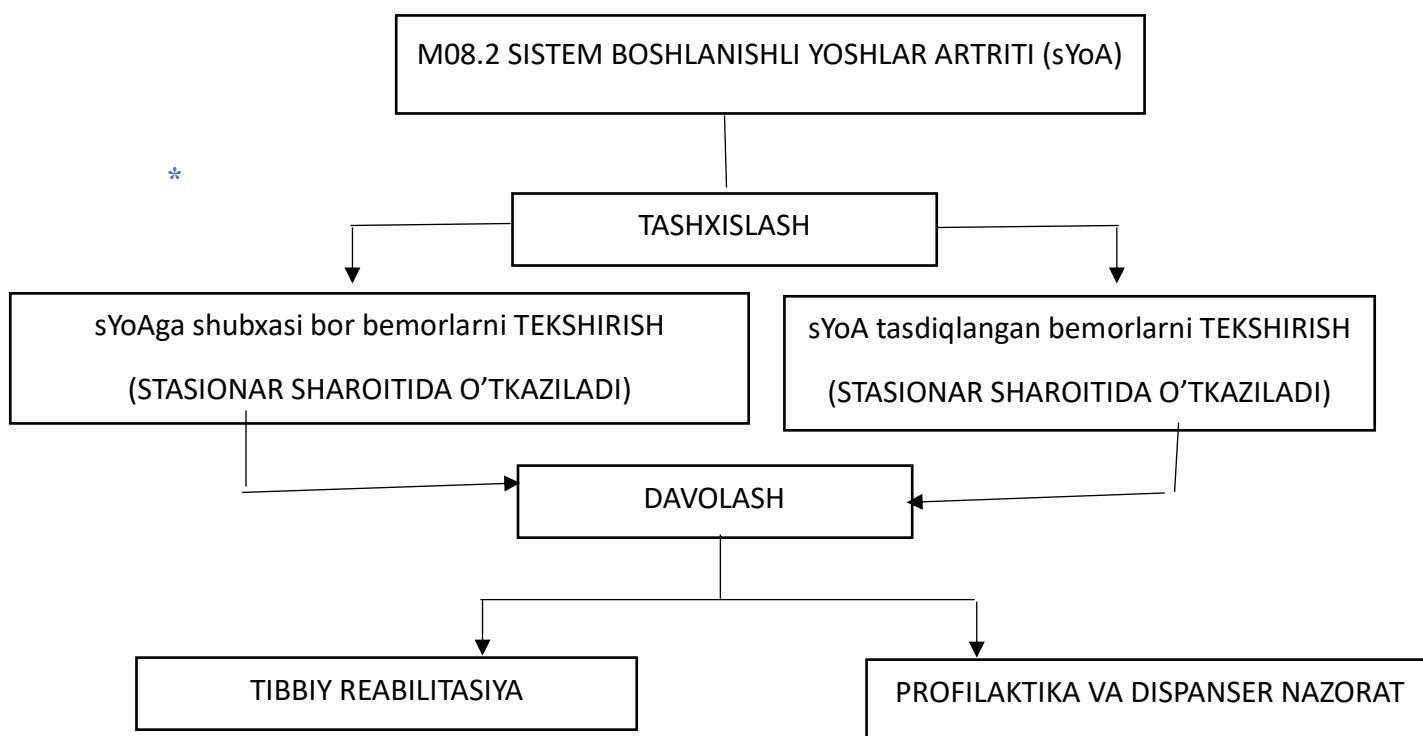 M08.2 SISTEM BOSHLANISHLI YOSHLAR ARTRITI (sYoA)
*
TASHXISLASH
sYoAga shubxasi bor bemorlarni TEKSHIRISH
(STASIONAR SHAROITIDA O’TKAZILADI)
sYoA tasdiqlangan bemorlarni TEKSHIRISH
(STASIONAR SHAROITIDA O’TKAZILADI)
DAVOLASH
TIBBIY REABILITASIYA
PROFILAKTIKA VA DISPANSER NAZORAT